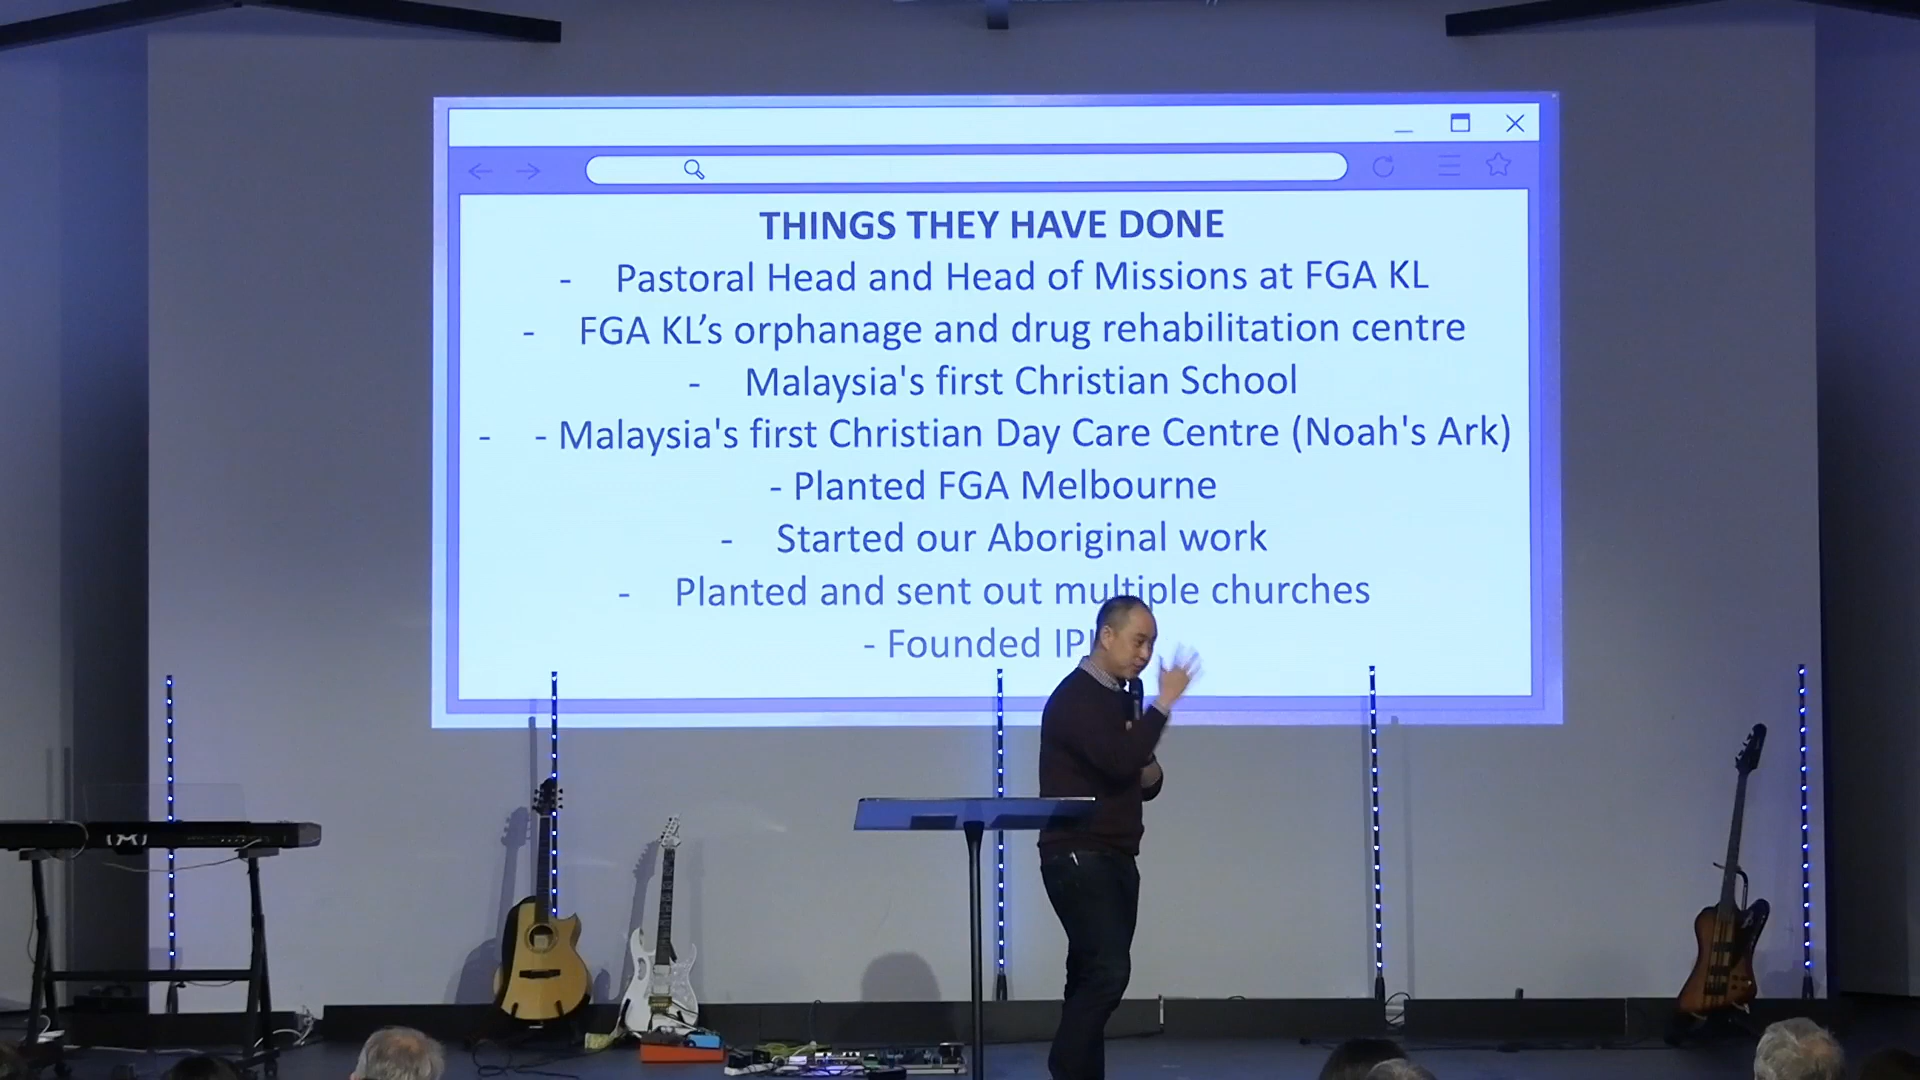 THINGS THEY HAVE DONE
- Pastoral Head and Head of Missions at FGA KL
- FGA KL’s orphanage and drug rehabilitation centre
- Malaysia's first Christian School
- - Malaysia's first Christian Day Care Centre (Noah's Ark)
- Planted FGA Melbourne
- Started our Aboriginal work
- Planted and sent out multiple churches
- Founded